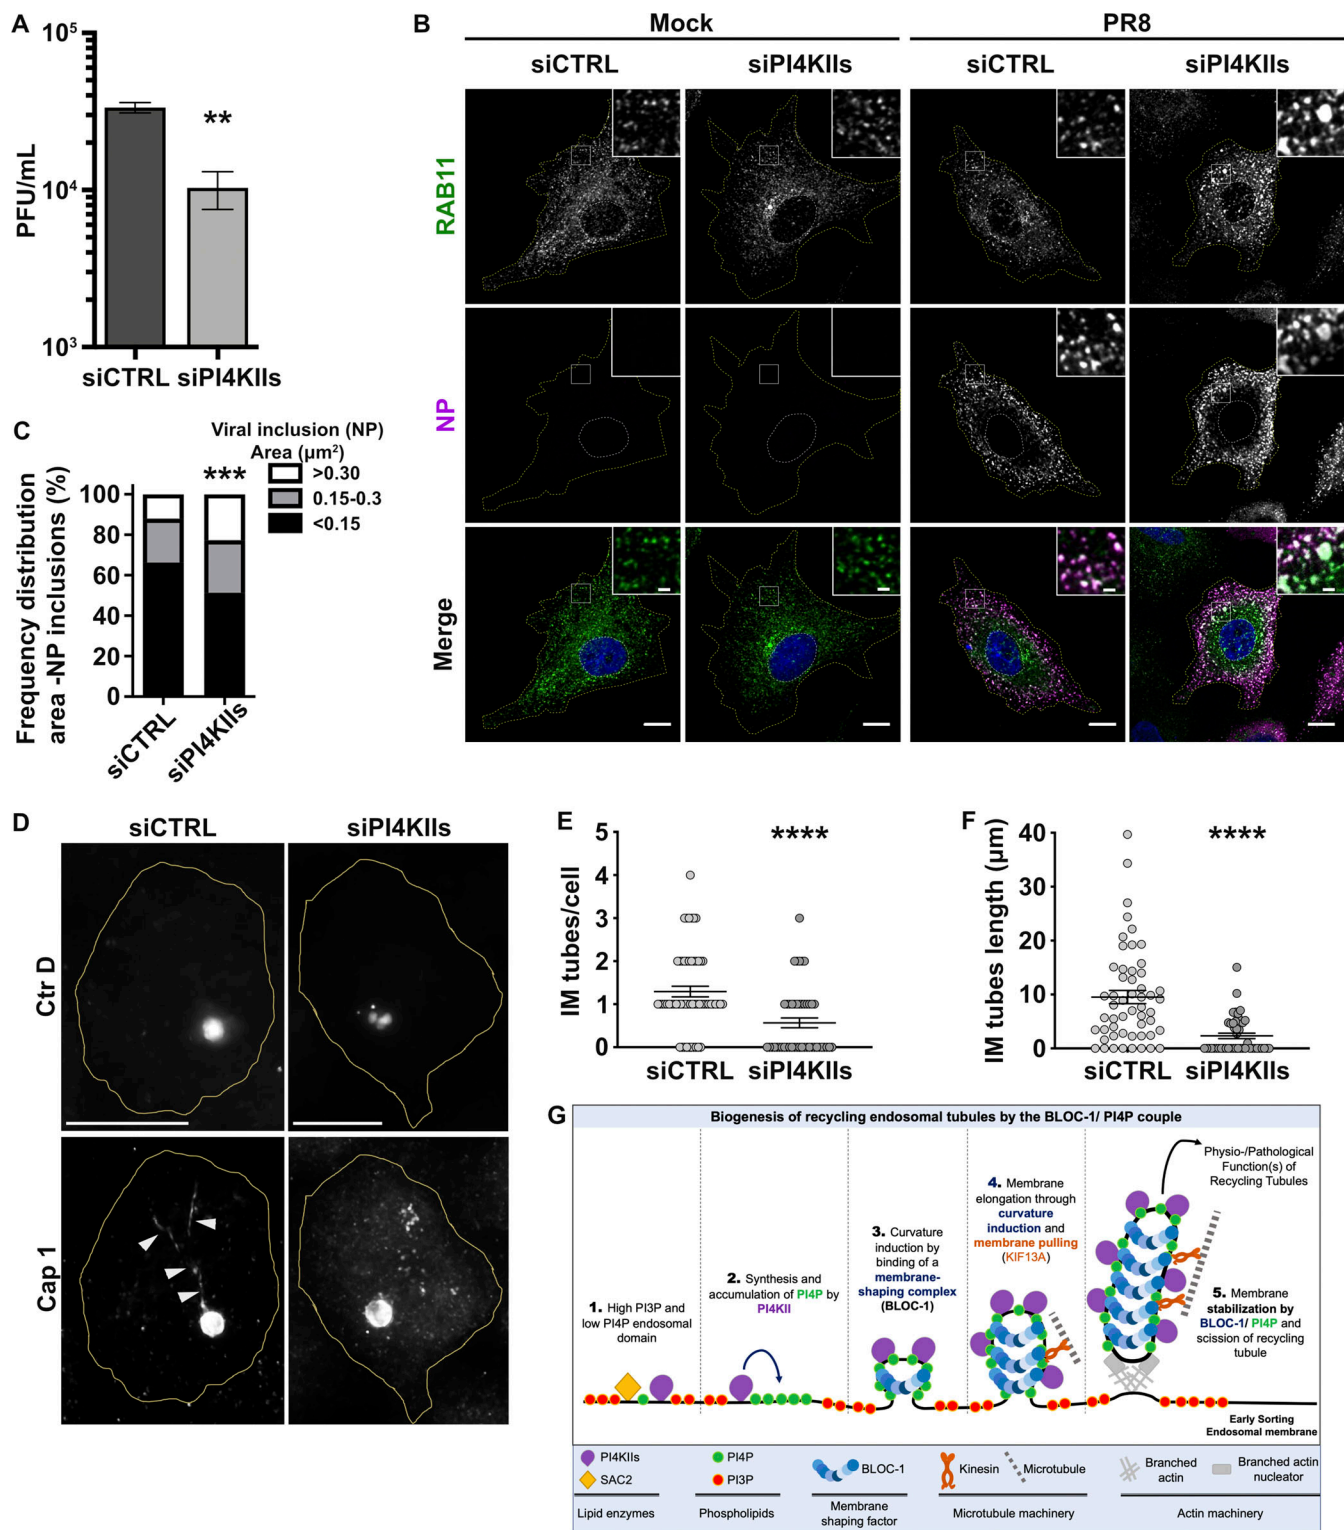 A
10⁵
10⁴
10³
PFU/mL
**
siCTRL
siPI4KIIs
B
Mock
PR8
siCTRL
siPI4KIIs
siCTRL
siPI4KIIs
RAB11
NP
Merge
C
Viral inclusion (NP)
Area (µm²)
>0.30
0.15-0.3
<0.15
***
Frequency distribution
area -NP inclusions (%)
100
80
60
40
20
0
siCTRL
siPI4KIIs
D
siCTRL
siPI4KIIs
Ctr D
Cap 1
E
****
IM tubes/cell
5
4
3
2
1
0
siCTRL
siPI4KIIs
F
****
IM tubes length (µm)
40
30
20
10
0
siCTRL
siPI4KIIs
G
Biogenesis of recycling endosomal tubules by the BLOC-1/ PI4P couple
1. High PI3P and
low PI4P endosomal
domain
2. Synthesis and
accumulation of PI4P by
PI4KII
3. Curvature
induction by
binding of a
membrane-
shaping complex
(BLOC-1)
4. Membrane
elongation through
curvature
induction and
membrane pulling
(KIF13A)
Physio-/Pathological
Function(s) of
Recycling Tubules
5. Membrane
stabilization by
BLOC-1/ PI4P and
scission of recycling
tubule
Early Sorting
Endosomal membrane
PI4KIIs
SAC2
Lipid enzymes
PI4P
PI3P
Phospholipids
BLOC-1
Membrane
shaping factor
Kinesin
Microtubule
Microtubule machinery
Branched
actin
Branched actin
nucleator
Actin machinery